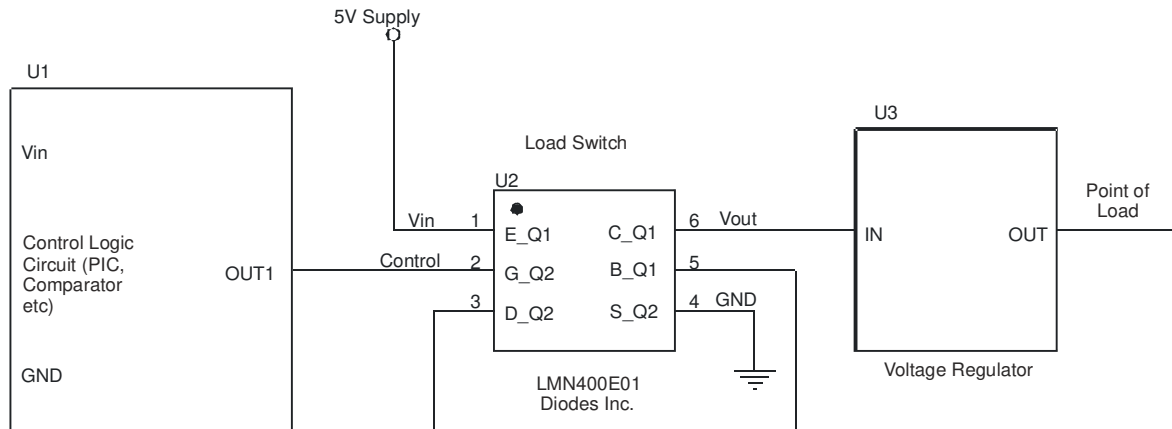 5V Supply
U1
U3
Vin
Load Switch
U2
Point of
Load
Vin 1
6 Vout
E_Q1 C_Q1
IN OUT
Control Logic
Circuit (PIC,
Comparator
etc)
OUT1
Control 2
G_Q2 B_Q1
5
3
D_Q2 S_Q2
4 GND
GND
LMN400E01
Diodes Inc.
Voltage Regulator